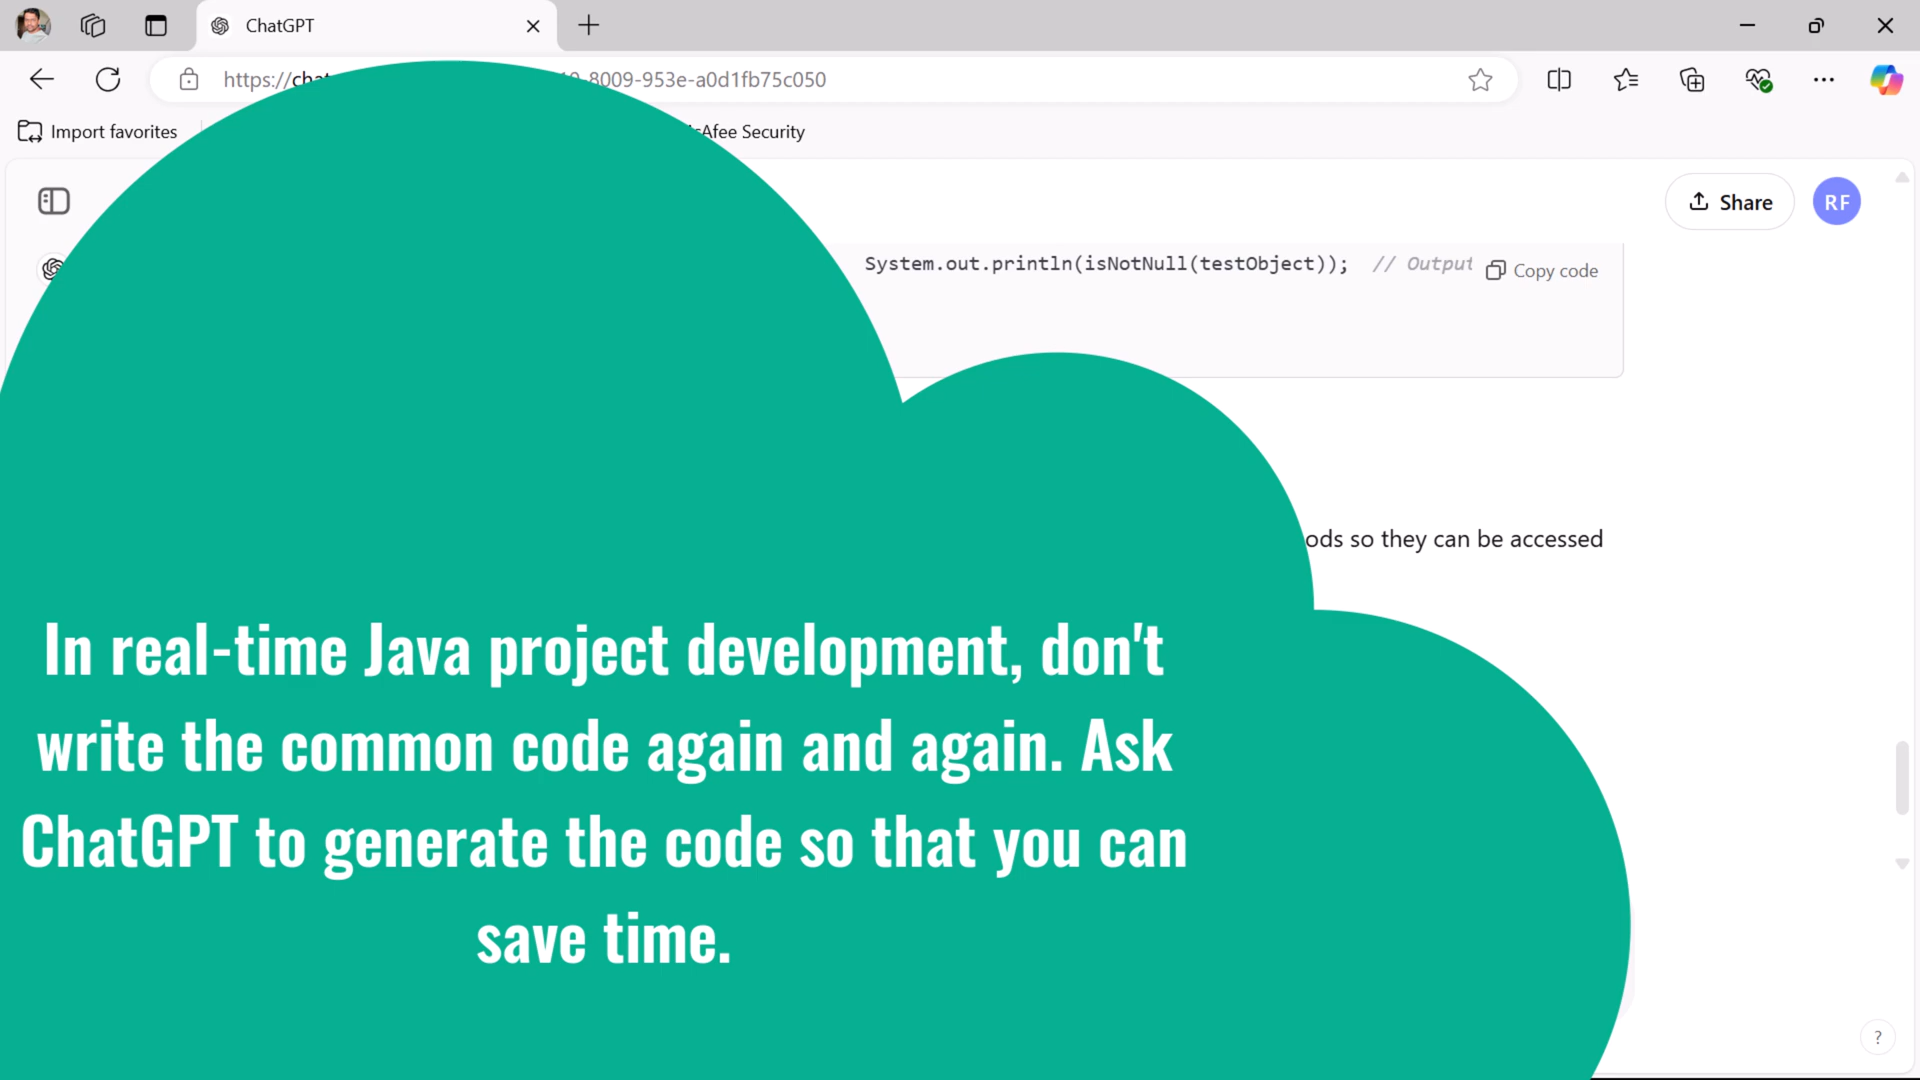 ChatGPT
https://chat
8009-953e-a0d1fb75c050
Import favorites
Afee Security
Share
RF
System.out.println(isNotNull(testObject)); // Output
Copy code
ods so they can be accessed
In real-time Java project development, don't
write the common code again and again. Ask
ChatGPT to generate the code so that you can
save time.
?